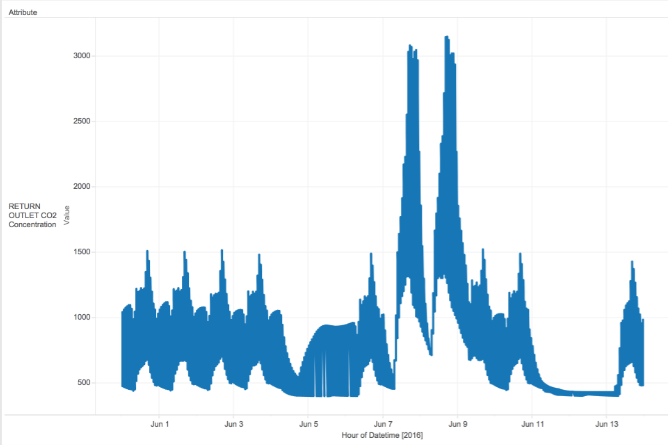 Attribute
RETURN
OUTLET CO2
Concentration
Value
3000
2500
2000
1500
1000
500
Jun 1
Jun 3
Jun 5
Jun 7
Jun 9
Jun 11
Jun 13
Hour of Datetime [2016]